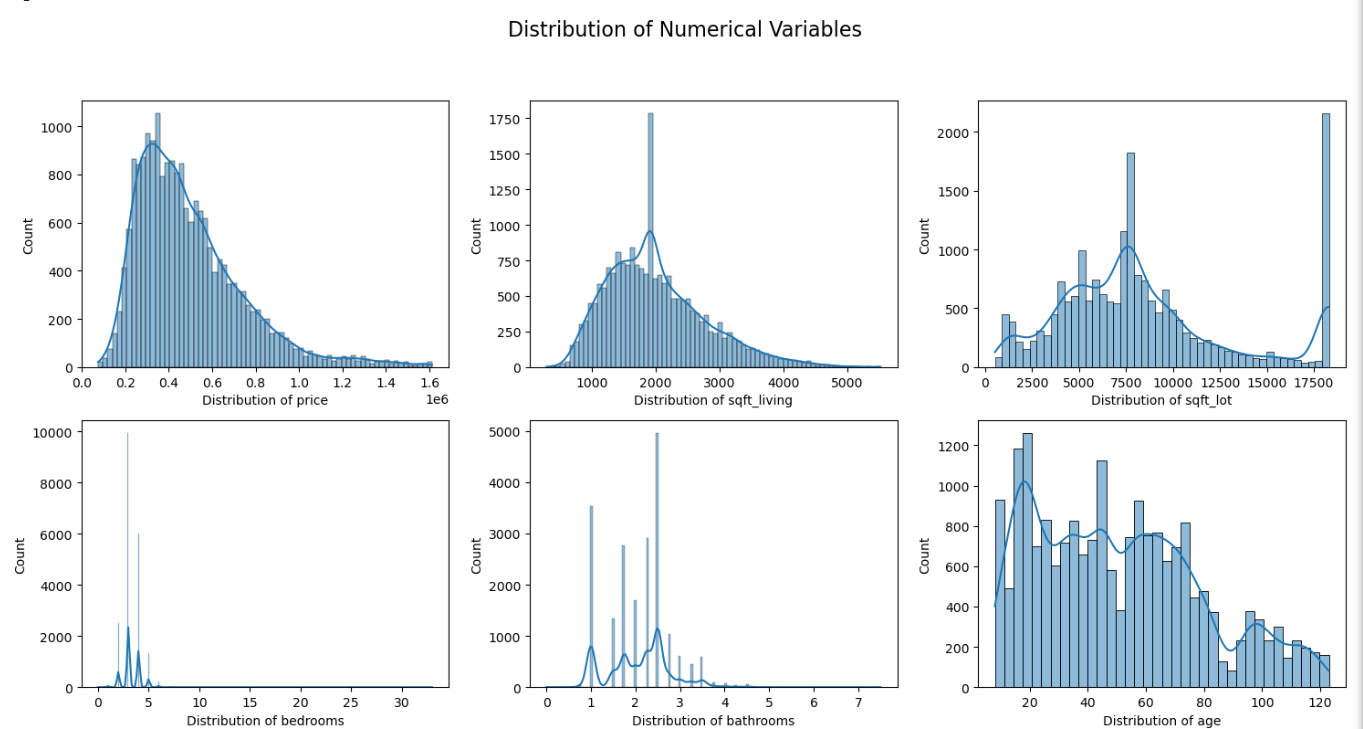 Distribution of Numerical Variables
1000
800
600
400
200
0
Count
0.0 0.2 0.4 0.6 0.8 1.0 1.2 1.4 1.6
1e6
Distribution of price
1750
1500
1250
1000
750
500
250
0
Count
1000 2000 3000 4000 5000
Distribution of sqft_living
2000
1500
1000
500
0
Count
0 2500 5000 7500 10000 12500 15000 17500
Distribution of sqft_lot
10000
8000
6000
4000
2000
0
Count
0 5 10 15 20 25 30
Distribution of bedrooms
5000
4000
3000
2000
1000
0
Count
0 1 2 3 4 5 6 7
Distribution of bathrooms
1200
1000
800
600
400
200
0
Count
20 40 60 80 100 120
Distribution of age